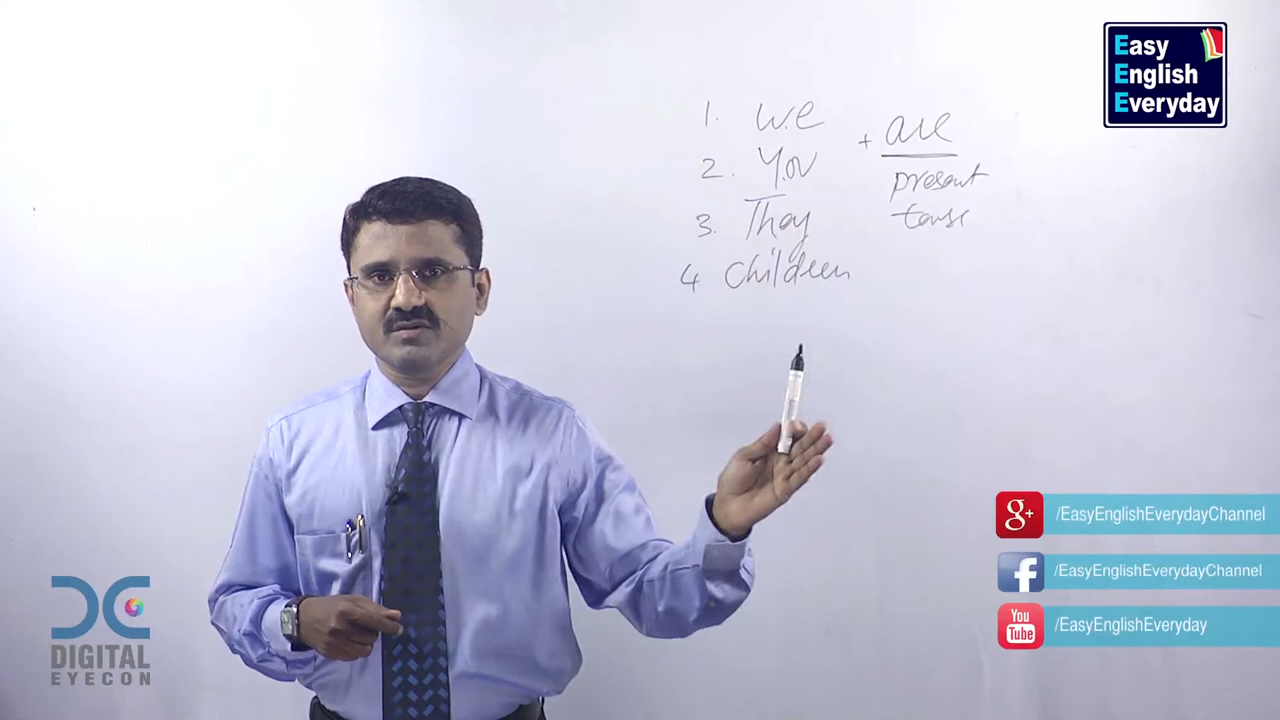 Easy
English
Everyday
1. We
2. You
3. They
4 Children
+ are
present
tense
/EasyEnglishEverydayChannel
/EasyEnglishEverydayChannel
You
Tube
/EasyEnglishEveryday
g+
f
DC
DIGITAL
EYECON